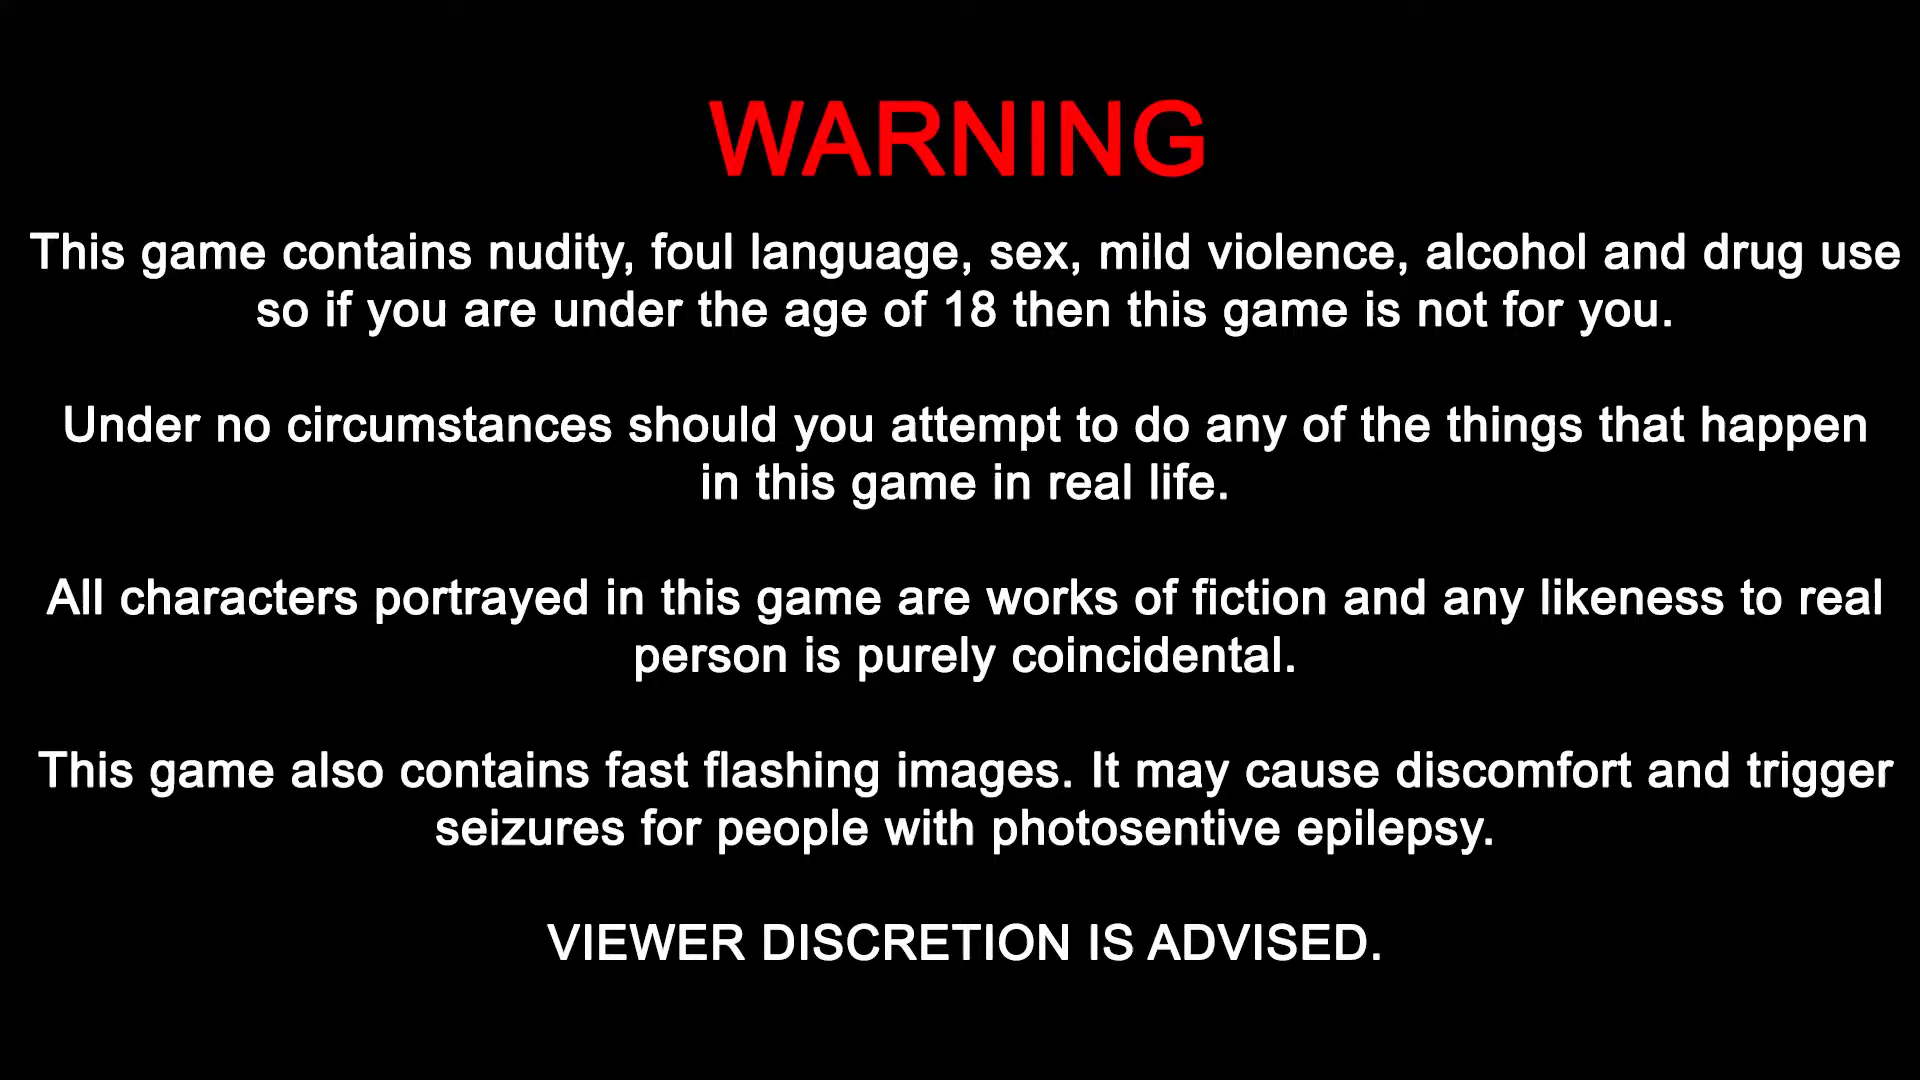 WARNING
This game contains nudity, foul language, sex, mild violence, alcohol and drug use
so if you are under the age of 18 then this game is not for you.
Under no circumstances should you attempt to do any of the things that happen
in this game in real life.
All characters portrayed in this game are works of fiction and any likeness to real
person is purely coincidental.
This game also contains fast flashing images. It may cause discomfort and trigger
seizures for people with photosentive epilepsy.
VIEWER DISCRETION IS ADVISED.